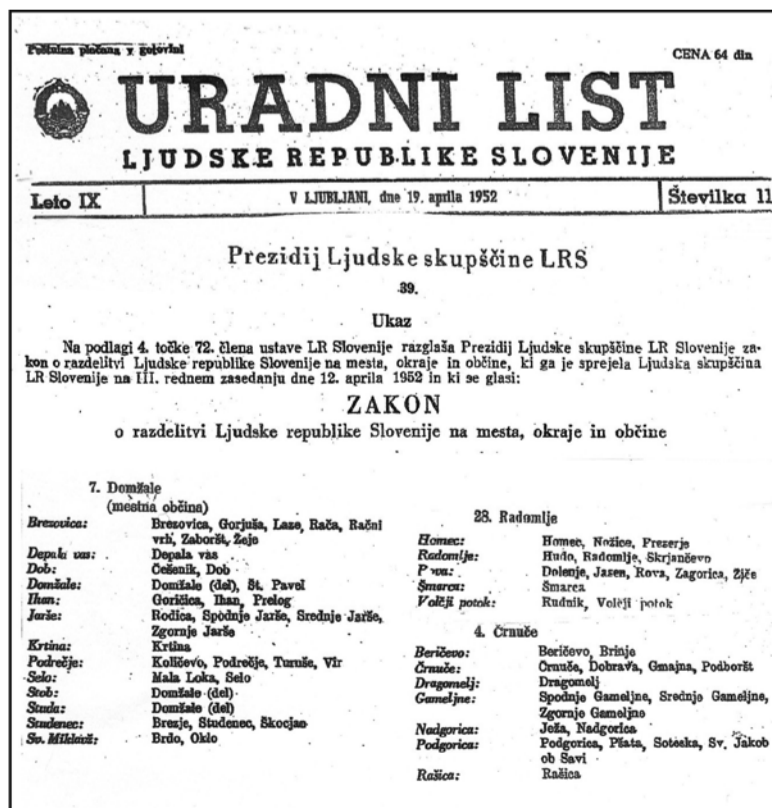 Poštnina plačana v gotovini
CENA 64 din
URADNI LIST
LJUDSKE REPUBLIKE SLOVENIJE
Leto IX
V LJUBLJANI, dne 19. aprila 1952
Številka 11
Prezidij Ljudske skupščine LRS
39.
Ukaz
Na podlagi 4. točke 72. člena ustave LR Slovenije razglaša Prezidij Ljudske skupščine LR Slovenije za-
kon o razdelitvi Ljudske republike Slovenije na mesta, okraje in občine, ki ga je sprejela Ljudska skupščina
LR Slovenije na III. rednem zasedanju dne 12. aprila 1952 in ki se glasi:
ZAKON
o razdelitvi Ljudske republike Slovenije na mesta, okraje in občine
7. Domžale
(mestna občina)
Brezovica: Brezovica, Gorjuša, Laze, Rača, Račni
vrh, Zaboršt, Žeje
Depala vas: Depala vas
Dob: Češenik, Dob
Domžale: Domžale (del), Št. Pavel
Ihan: Goričica, Ihan, Prelog
Jarše: Rodica, Spodnje Jarše, Srednje Jarše,
Zgornje Jarše
Krtina: Krtina
Podrečje: Količevo, Podrečje, Turnše, Vir
Selo: Mala Loka, Selo
Stob: Domžale (del)
Studa: Domžale (del)
Studenec: Brezje, Studenec, Škocjan
Sv. Miklavž: Brdo, Oklo
28. Radomlje
Homec: Homec, Nožice, Prezerje
Radomlje: Hudo, Radomlje, Škrjančevo
Dolenje, Jasen, Rova, Zagorica, Žiče
Šmarca: Šmarca
Volčji potok: Rudnik, Volčji potok
4. Črnuče
Beričevo: Beričevo, Brinje
Črnuče: Črnuče, Dobrava, Gmajna, Podboršt
Dragomelj: Dragomelj
Gameljne: Spodnje Gameljne, Srednje Gameljne,
Zgornje Gameljne
Nadgorica: Ježa, Nadgorica
Podgorica: Podgorica, Pšata, Soteska, Sv. Jakob
ob Savi
Rašica: Rašica